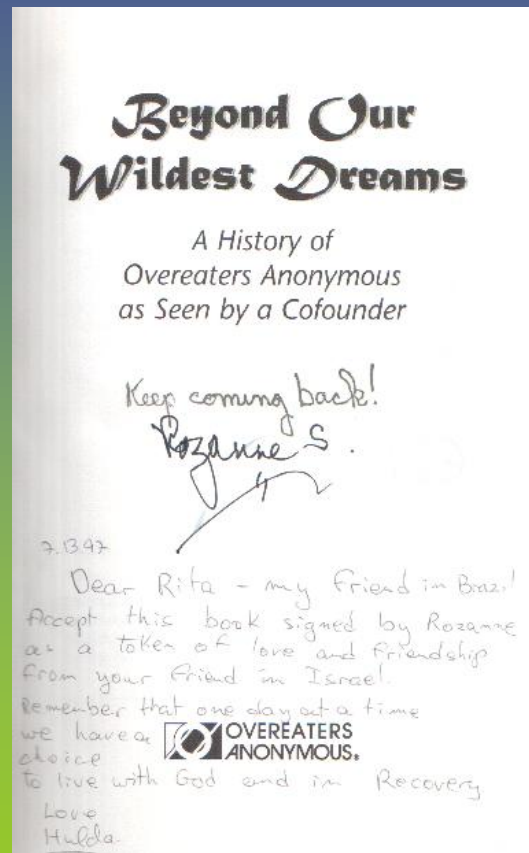 Beyond Our
Wildest Dreams
A History of
Overeaters Anonymous
as Seen by a Cofounder
Keep coming back!
Rozanne S.
7.13.97
Dear Rita – my friend in Brazil
Accept this book signed by Rozanne
as a token of love and friendship
from your friend in Israel.
Remember that one day at a time
we have a
choice
OVEREATERS
ANONYMOUS®
to live with God and in Recovery
Love
Hulda